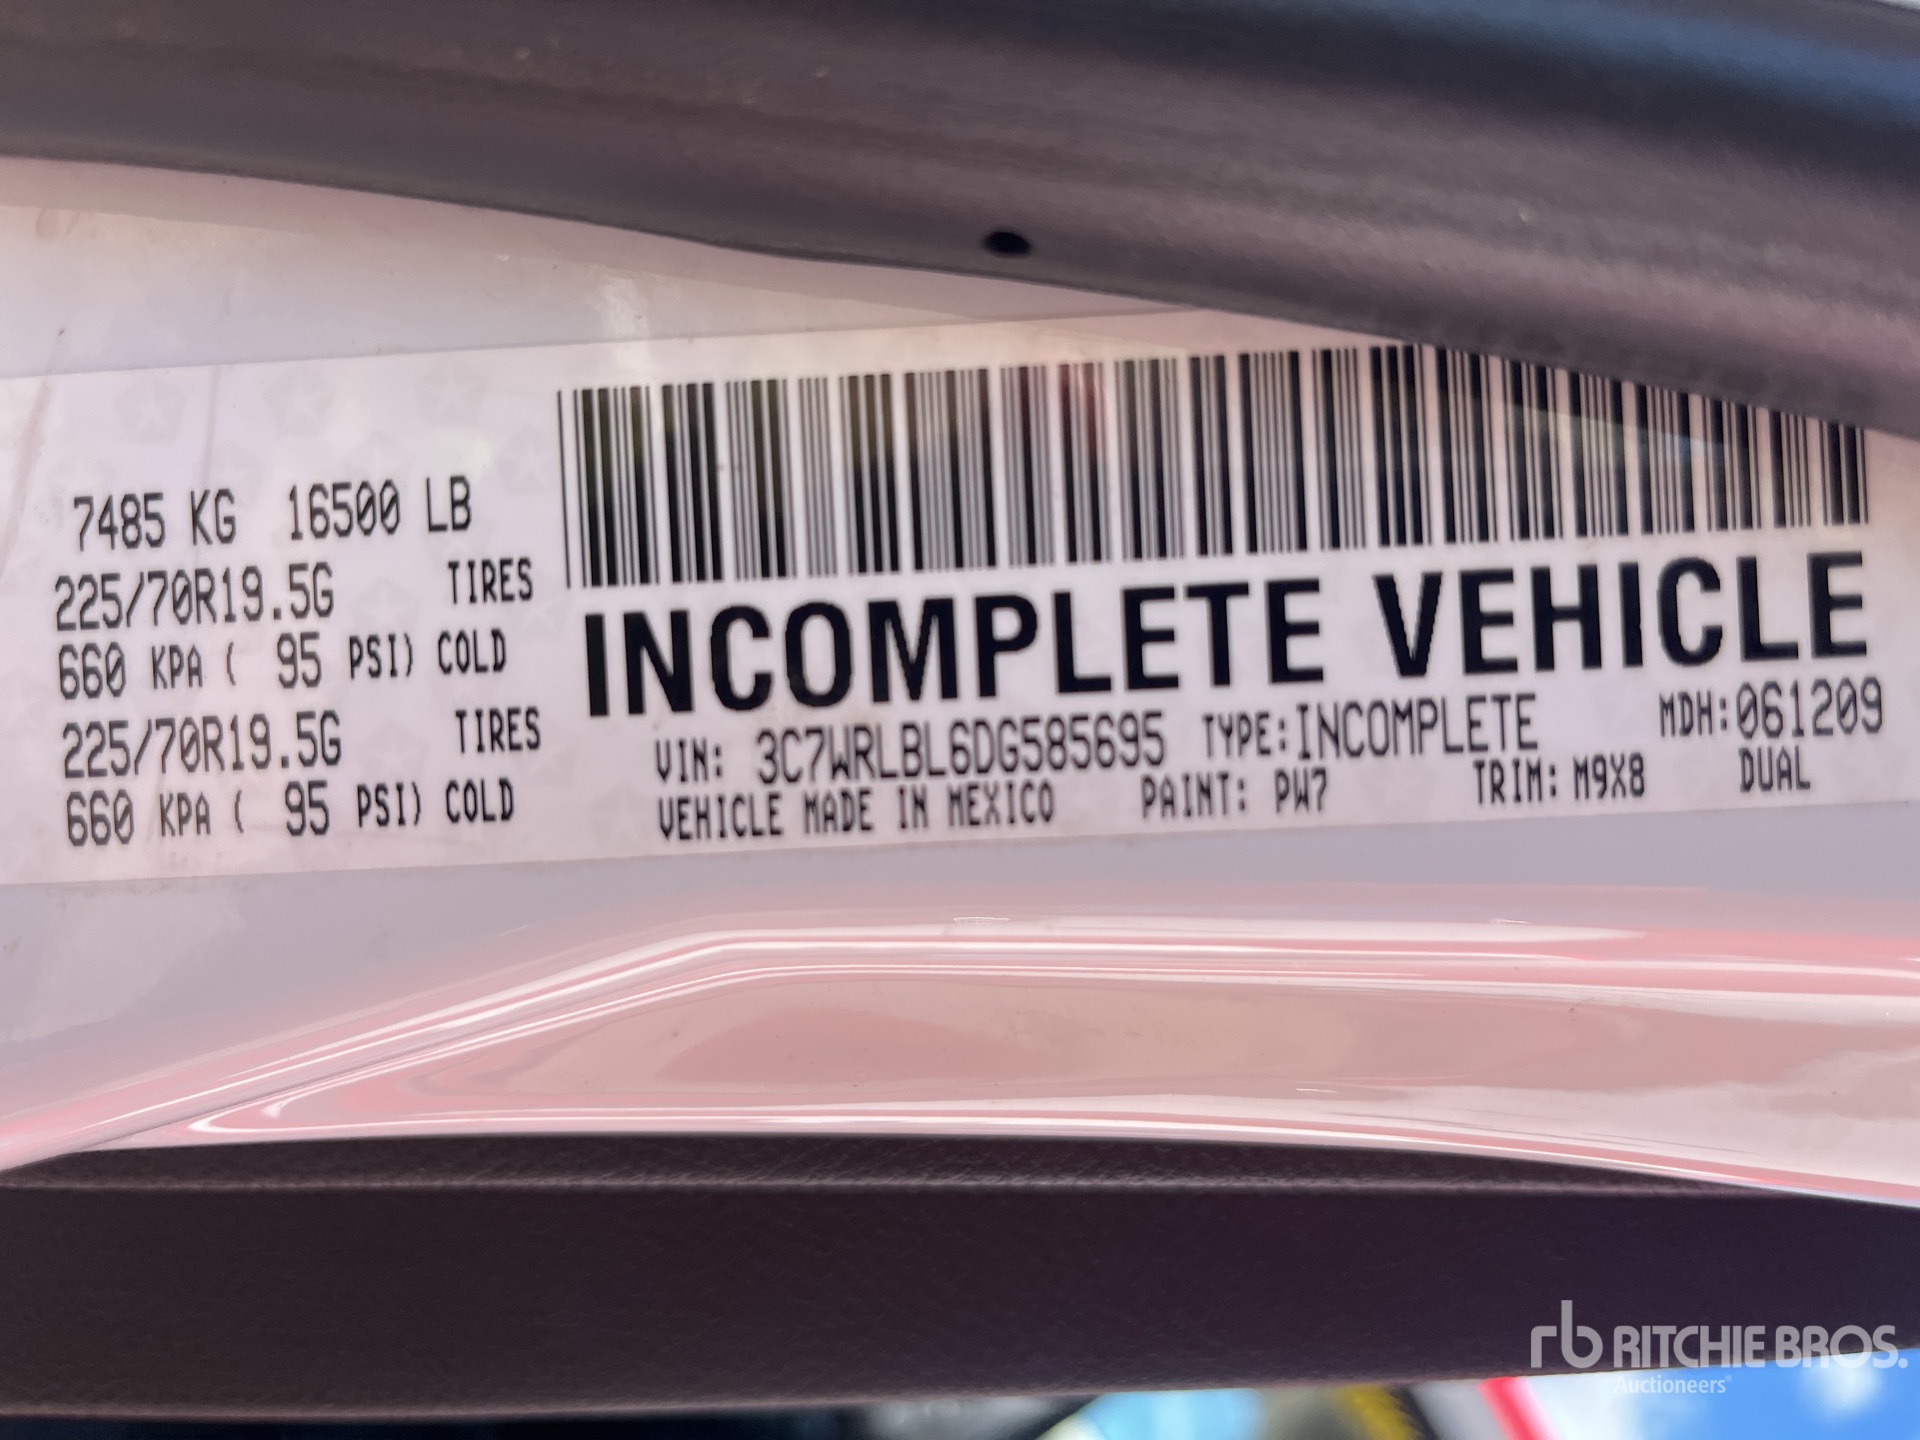 7485 KG 16500 LB
225/70R19.5G TIRES
660 KPA ( 95 PSI) COLD
225/70R19.5G TIRES
660 KPA ( 95 PSI) COLD
INCOMPLETE VEHICLE
VIN: 3C7WRLBL6DG585695 TYPE:INCOMPLETE MDH:061209
VEHICLE MADE IN MEXICO PAINT: PW7 TRIM: M9X8 DUAL
rb RITCHIE BROS.
Auctioneers